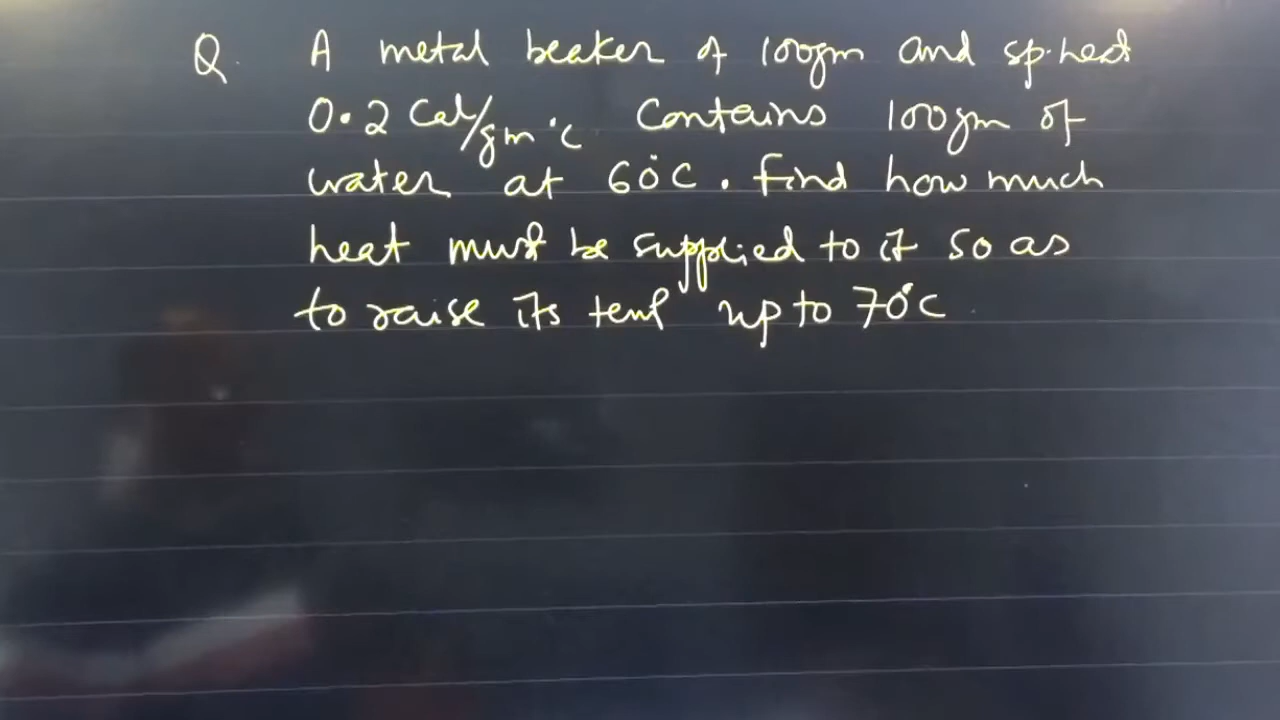 Q. A metal beaker of 100gm and sp. heat
0.2 Cal/gm°C Contains 100gm of
water at 60°C. Find how much
heat must be supplied to it so as
to raise its temp up to 70°C.